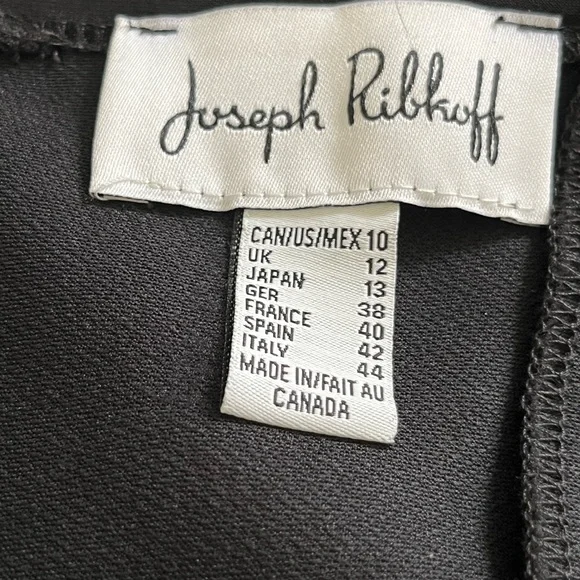 Joseph Ribkoff
CAN/US/MEX 10
UK 12
JAPAN 13
GER 38
FRANCE 40
SPAIN 42
ITALY 44
MADE IN/FAIT AU
CANADA